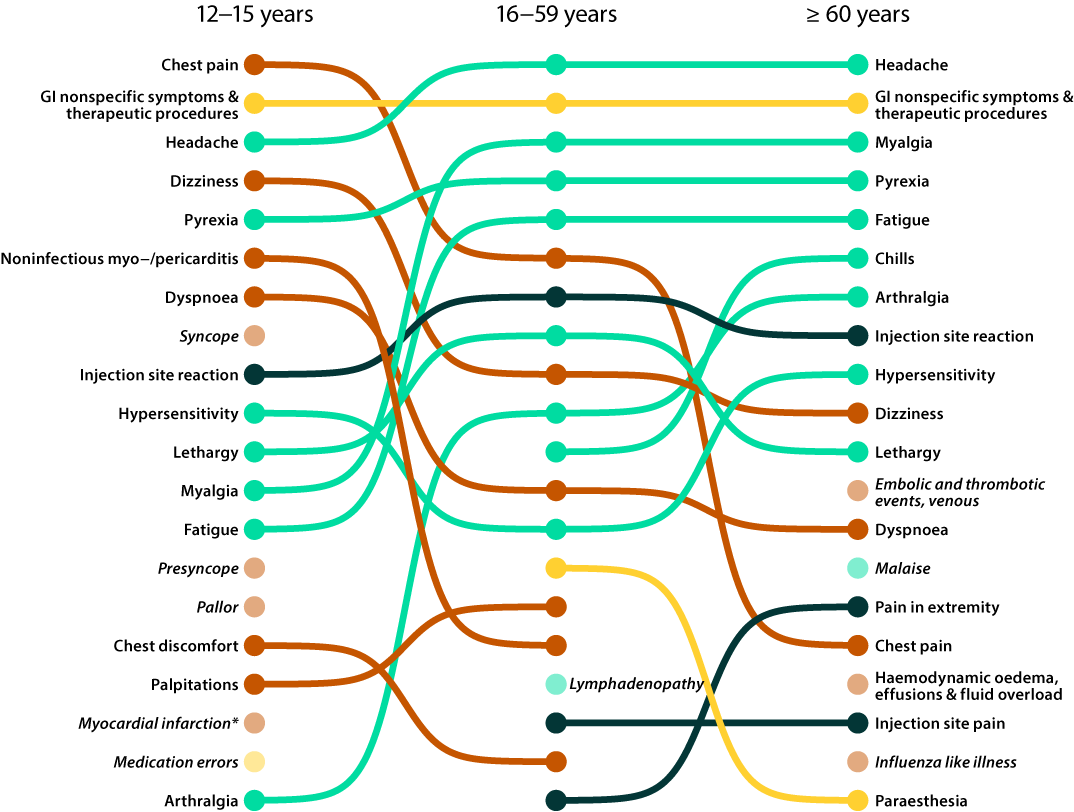 12–15 years
16–59 years
≥ 60 years
Chest pain
GI nonspecific symptoms &
therapeutic procedures
Headache
Dizziness
Pyrexia
Noninfectious myo–/pericarditis
Dyspnoea
Syncope
Injection site reaction
Hypersensitivity
Lethargy
Myalgia
Fatigue
Presyncope
Pallor
Chest discomfort
Palpitations
Myocardial infarction*
Medication errors
Arthralgia
Lymphadenopathy
Headache
GI nonspecific symptoms &
therapeutic procedures
Myalgia
Pyrexia
Fatigue
Chills
Arthralgia
Injection site reaction
Hypersensitivity
Dizziness
Lethargy
Embolic and thrombotic
events, venous
Dyspnoea
Malaise
Pain in extremity
Chest pain
Haemodynamic oedema,
effusions & fluid overload
Injection site pain
Influenza like illness
Paraesthesia